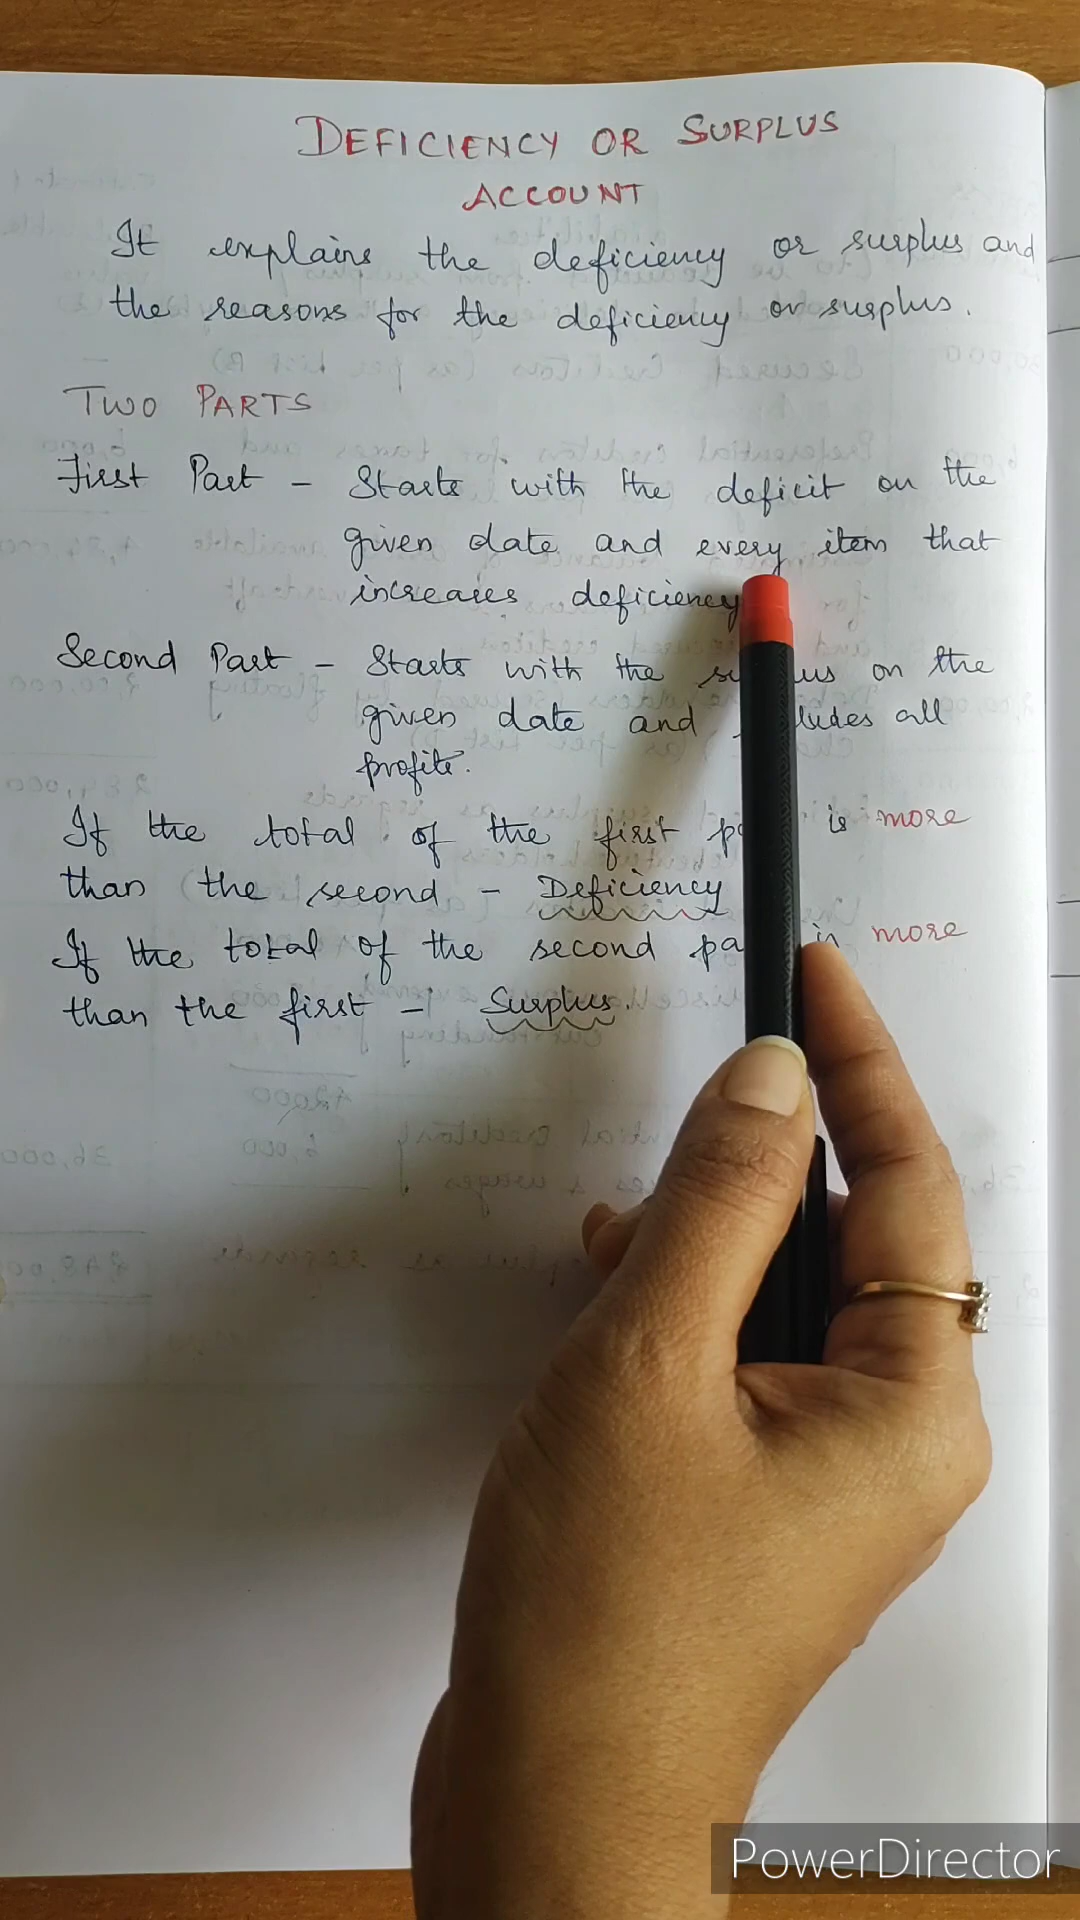 DEFICIENCY OR SURPLUS
ACCOUNT
It explains the deficiency or surplus and
the reasons for the deficiency or surplus.
TWO PARTS
First Part - Starts with the deficit on the
given date and every item that
increases deficiency
Second Part - Starts with the on the
given date and all
profits.
If the total of the first is more
than the second - Deficiency
If the total of the second is more
than the first - Surplus.
PowerDirector